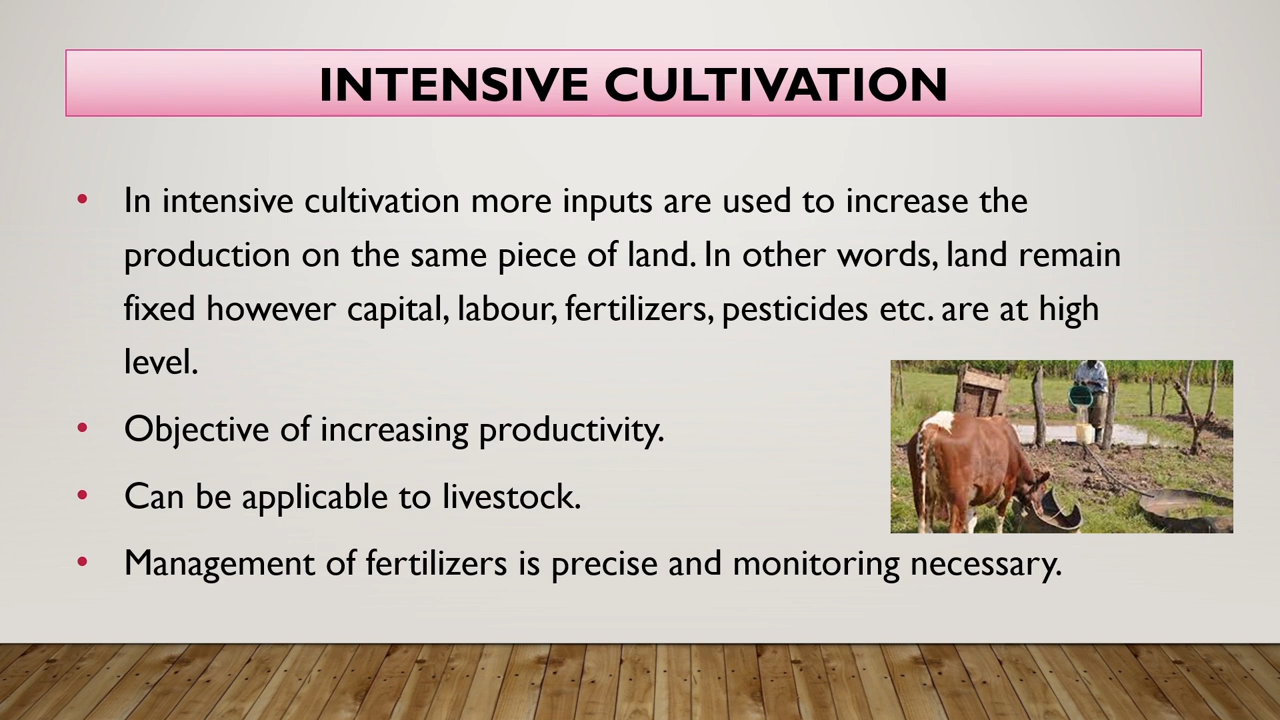 INTENSIVE CULTIVATION
• In intensive cultivation more inputs are used to increase the
production on the same piece of land. In other words, land remain
fixed however capital, labour, fertilizers, pesticides etc. are at high
level.
• Objective of increasing productivity.
• Can be applicable to livestock.
• Management of fertilizers is precise and monitoring necessary.